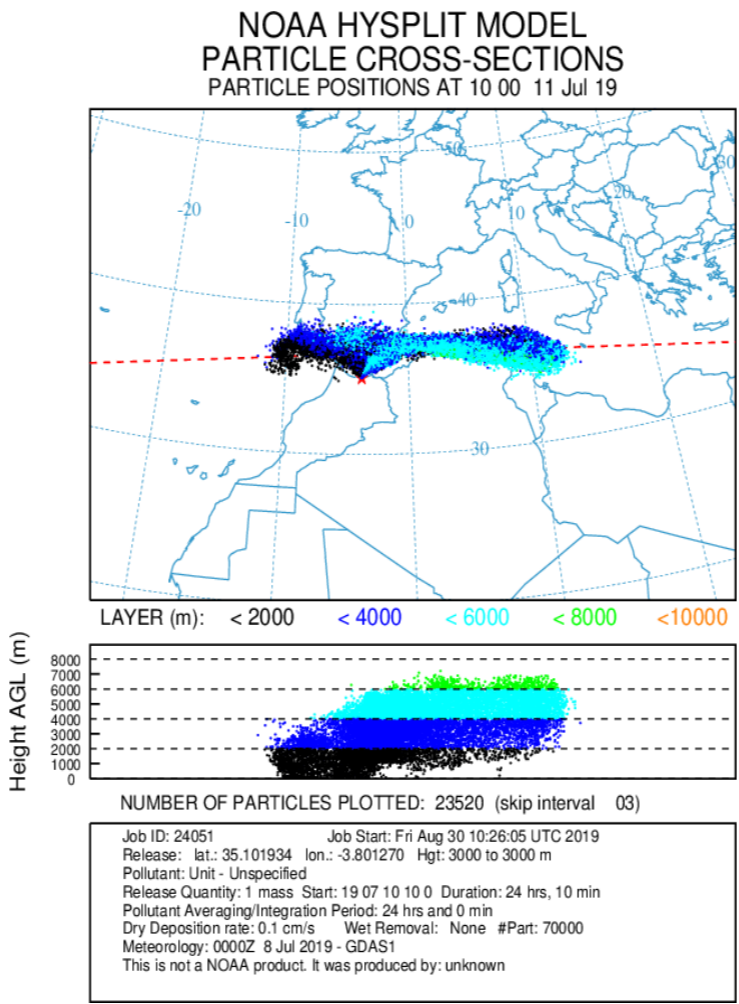 NOAA HYSPLIT MODEL
PARTICLE CROSS-SECTIONS
PARTICLE POSITIONS AT 10 00 11 Jul 19
50
30
20
-20
-10
0
10
40
30
LAYER (m): < 2000 < 4000 < 6000 < 8000 <10000
Height AGL (m)
8000
7000
6000
5000
4000
3000
2000
1000
0
NUMBER OF PARTICLES PLOTTED: 23520 (skip interval 03)
Job ID: 24051 Job Start: Fri Aug 30 10:26:05 UTC 2019
Release: lat.: 35.101934 lon.: -3.801270 Hgt: 3000 to 3000 m
Pollutant: Unit - Unspecified
Release Quantity: 1 mass Start: 19 07 10 10 0 Duration: 24 hrs, 10 min
Pollutant Averaging/Integration Period: 24 hrs and 0 min
Dry Deposition rate: 0.1 cm/s Wet Removal: None #Part: 70000
Meteorology: 0000Z 8 Jul 2019 - GDAS1
This is not a NOAA product. It was produced by: unknown